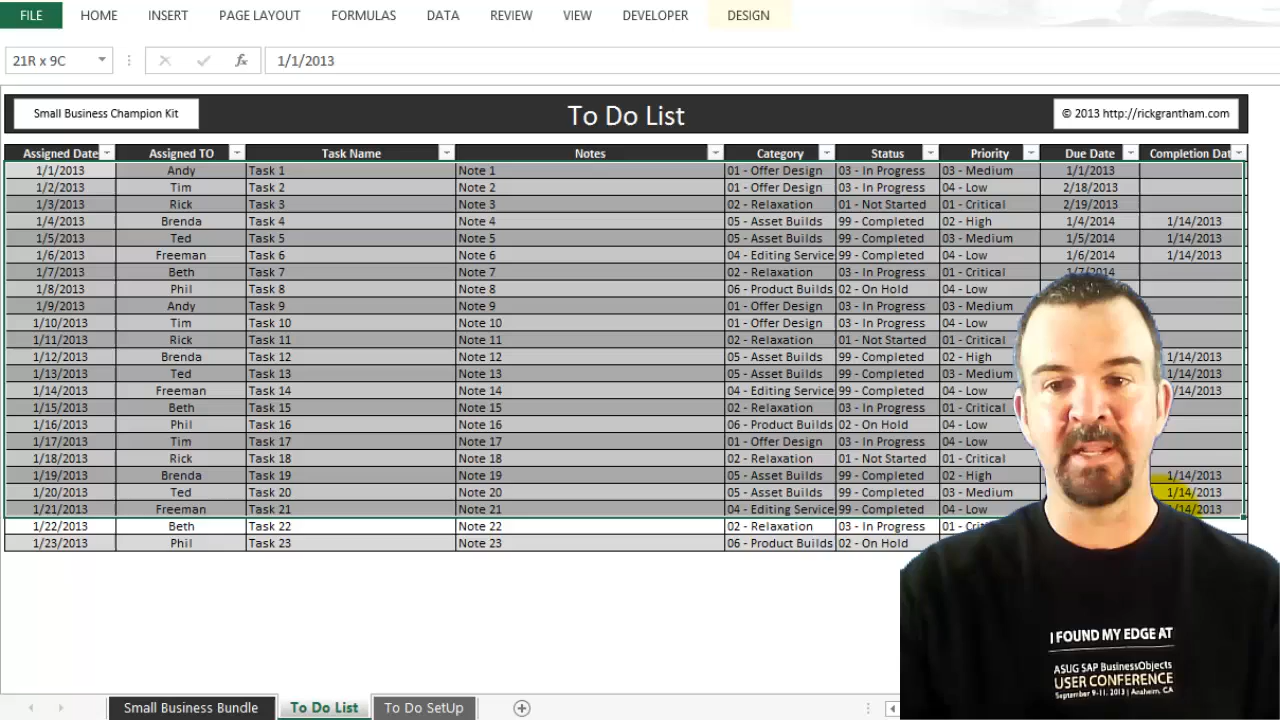 FILE HOME INSERT PAGE LAYOUT FORMULAS DATA REVIEW VIEW DEVELOPER DESIGN
21R x 9C fx 1/1/2013
Small Business Champion Kit To Do List © 2013 http://rickgrantham.com
Assigned Date Assigned TO Task Name Notes Category Status Priority Due Date Completion Dat
1/1/2013 Andy Task 1 Note 1 01 - Offer Design 03 - In Progress 03 - Medium 1/1/2013
1/2/2013 Tim Task 2 Note 2 01 - Offer Design 03 - In Progress 04 - Low 2/18/2013
1/3/2013 Rick Task 3 Note 3 02 - Relaxation 01 - Not Started 01 - Critical 2/19/2013
1/4/2013 Brenda Task 4 Note 4 05 - Asset Builds 99 - Completed 02 - High 1/4/2014 1/14/2013
1/5/2013 Ted Task 5 Note 5 05 - Asset Builds 99 - Completed 03 - Medium 1/5/2014 1/14/2013
1/6/2013 Freeman Task 6 Note 6 04 - Editing Service 99 - Completed 04 - Low 1/6/2014 1/14/2013
1/7/2013 Beth Task 7 Note 7 02 - Relaxation 03 - In Progress 01 - Critical 1/7/2014
1/8/2013 Phil Task 8 Note 8 06 - Product Builds 02 - On Hold 04 - Low
1/9/2013 Andy Task 9 Note 9 01 - Offer Design 03 - In Progress 03 - Medium
1/10/2013 Tim Task 10 Note 10 01 - Offer Design 03 - In Progress 04 - Low
1/11/2013 Rick Task 11 Note 11 02 - Relaxation 01 - Not Started 01 - Critical
1/12/2013 Brenda Task 12 Note 12 05 - Asset Builds 99 - Completed 02 - High 1/14/2013
1/13/2013 Ted Task 13 Note 13 05 - Asset Builds 99 - Completed 03 - Medium 1/14/2013
1/14/2013 Freeman Task 14 Note 14 04 - Editing Service 99 - Completed 04 - Low 1/14/2013
1/15/2013 Beth Task 15 Note 15 02 - Relaxation 03 - In Progress 01 - Critical
1/16/2013 Phil Task 16 Note 16 06 - Product Builds 02 - On Hold 04 - Low
1/17/2013 Tim Task 17 Note 17 01 - Offer Design 03 - In Progress 04 - Low
1/18/2013 Rick Task 18 Note 18 02 - Relaxation 01 - Not Started 01 - Critical
1/19/2013 Brenda Task 19 Note 19 05 - Asset Builds 99 - Completed 02 - High 1/14/2013
1/20/2013 Ted Task 20 Note 20 05 - Asset Builds 99 - Completed 03 - Medium 1/14/2013
1/21/2013 Freeman Task 21 Note 21 04 - Editing Service 99 - Completed 04 - Low 1/14/2013
1/22/2013 Beth Task 22 Note 22 02 - Relaxation 03 - In Progress
1/23/2013 Phil Task 23 Note 23 06 - Product Builds 02 - On Hold
I FOUND MY EDGE AT
ASUG SAP BusinessObjects
USER CONFERENCE
September 9-11, 2013 | Anaheim, CA
Small Business Bundle To Do List To Do SetUp